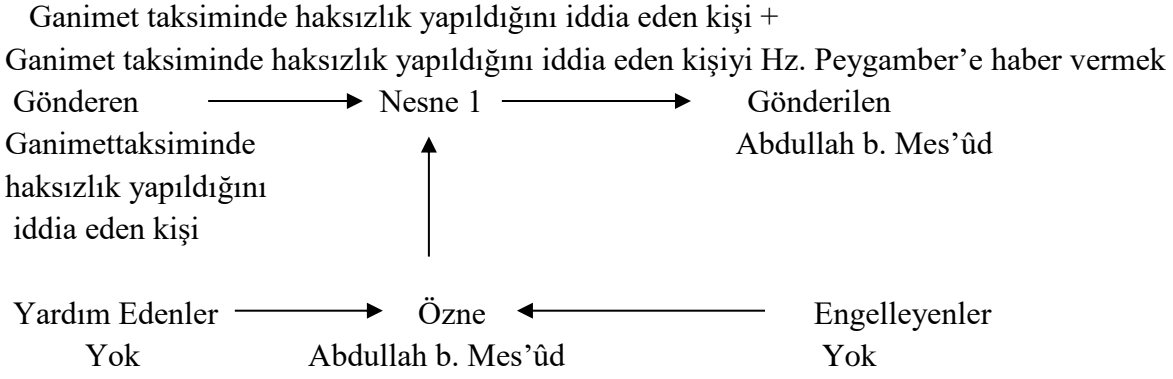 Ganimet taksiminde haksızlık yapıldığını iddia eden kişi +
Ganimet taksiminde haksızlık yapıldığını iddia eden kişiyi Hz. Peygamber’e haber vermek
Gönderen Nesne 1 Gönderilen
Ganimettaksiminde Abdullah b. Mes’ûd
haksızlık yapıldığını
iddia eden kişi
Yardım Edenler Özne Engelleyenler
Yok Abdullah b. Mes’ûd Yok